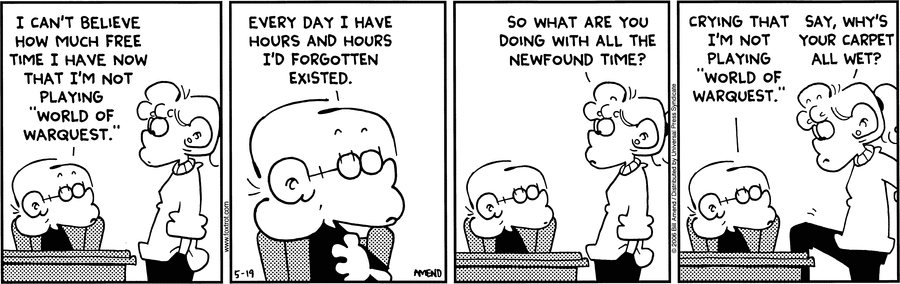 I CAN'T BELIEVE
HOW MUCH FREE
TIME I HAVE NOW
THAT I'M NOT
PLAYING
"WORLD OF
WARQUEST."
www.foxtrot.com
EVERY DAY I HAVE
HOURS AND HOURS
I'D FORGOTTEN
EXISTED.
5-19
AMEND
SO WHAT ARE YOU
DOING WITH ALL THE
NEWFOUND TIME?
© 2006 Bill Amend / Distributed by Universal Press Syndicate
CRYING THAT
I'M NOT
PLAYING
"WORLD OF
WARQUEST."
SAY, WHY'S
YOUR CARPET
ALL WET?